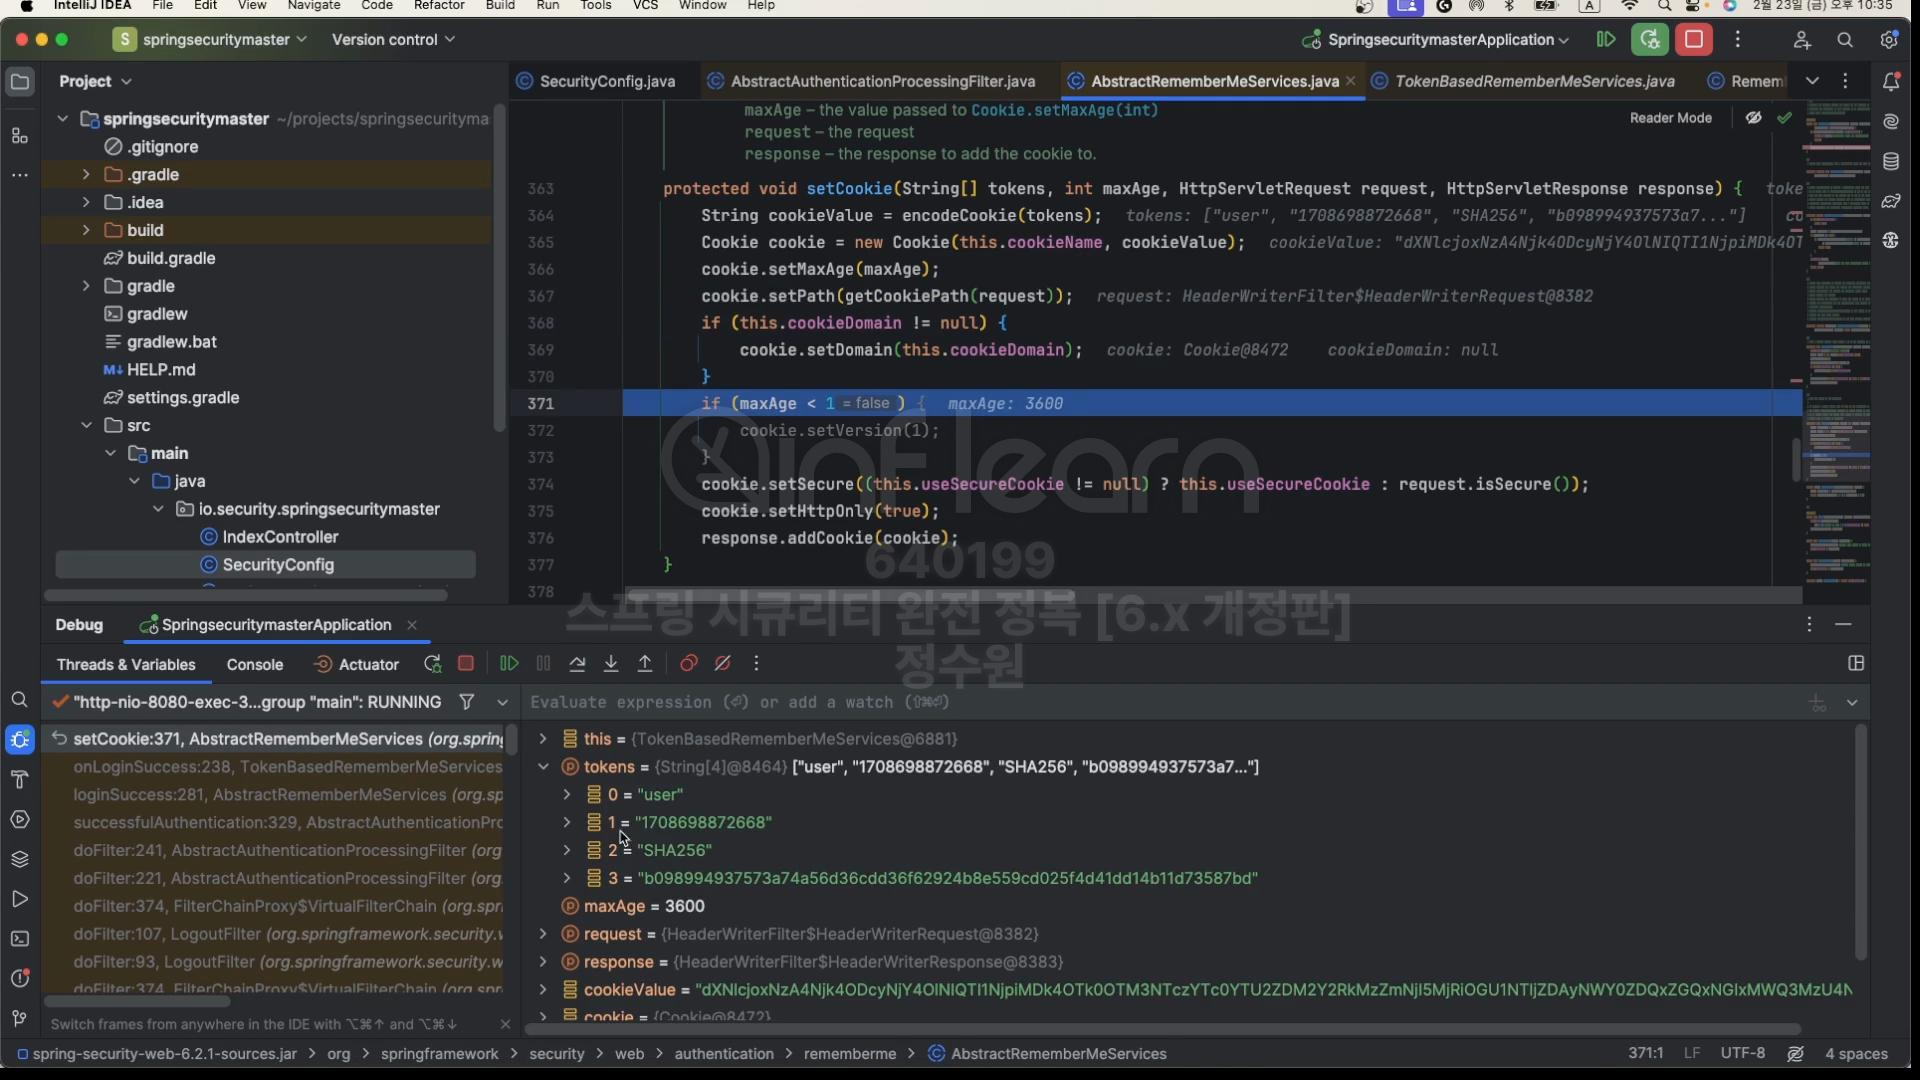 IntelliJ IDEA File Edit View Navigate Code Refactor Build Run Tools VCS Window Help
A 2월 23일 (금) 오후 10:35
S springsecuritymaster Version control SpringsecuritymasterApplication
Project
SecurityConfig.java AbstractAuthenticationProcessingFilter.java AbstractRememberMeServices.java TokenBasedRememberMeServices.java Remem
springsecuritymaster ~/projects/springsecurityma
.gitignore
.gradle
.idea
build
build.gradle
gradle
gradlew
gradlew.bat
HELP.md
settings.gradle
src
main
java
io.security.springsecuritymaster
IndexController
SecurityConfig
maxAge – the value passed to Cookie.setMaxAge(int)
request – the request
response – the response to add the cookie to.
Reader Mode
363 protected void setCookie(String[] tokens, int maxAge, HttpServletRequest request, HttpServletResponse response) { toke
364 String cookieValue = encodeCookie(tokens); tokens: ["user", "1708698872668", "SHA256", "b098994937573a7..."] co
365 Cookie cookie = new Cookie(this.cookieName, cookieValue); cookieValue: "dXNlcjoxNzA4Njk4ODcyNjY4OlNIQTI1NjpiMDk4OT
366 cookie.setMaxAge(maxAge);
367 cookie.setPath(getCookiePath(request)); request: HeaderWriterFilter$HeaderWriterRequest@8382
368 if (this.cookieDomain != null) {
369 cookie.setDomain(this.cookieDomain); cookie: Cookie@8472 cookieDomain: null
370 }
371 if (maxAge < 1 = false ) { maxAge: 3600
372 cookie.setVersion(1);
373 }
374 cookie.setSecure((this.useSecureCookie != null) ? this.useSecureCookie : request.isSecure());
375 cookie.setHttpOnly(true);
376 response.addCookie(cookie);
377 }
378
inflearn
640199
스프링 시큐리티 완전 정복 [6.x 개정판]
정수원
Debug SpringsecuritymasterApplication
Threads & Variables Console Actuator
"http-nio-8080-exec-3...group "main": RUNNING
Evaluate expression (⏎) or add a watch (⇧⌘⏎)
setCookie:371, AbstractRememberMeServices (org.spring
onLoginSuccess:238, TokenBasedRememberMeServices
loginSuccess:281, AbstractRememberMeServices (org.sp
successfulAuthentication:329, AbstractAuthenticationPro
doFilter:241, AbstractAuthenticationProcessingFilter (org
doFilter:221, AbstractAuthenticationProcessingFilter (org
doFilter:374, FilterChainProxy$VirtualFilterChain (org.spri
doFilter:107, LogoutFilter (org.springframework.security.w
doFilter:93, LogoutFilter (org.springframework.security.w
doFilter:374, FilterChainProxy$VirtualFilterChain (org.spri
this = {TokenBasedRememberMeServices@6881}
tokens = {String[4]@8464} ["user", "1708698872668", "SHA256", "b098994937573a7..."]
0 = "user"
1 = "1708698872668"
2 = "SHA256"
3 = "b098994937573a74a56d36cdd36f62924b8e559cd025f4d41dd14b11d73587bd"
maxAge = 3600
request = {HeaderWriterFilter$HeaderWriterRequest@8382}
response = {HeaderWriterFilter$HeaderWriterResponse@8383}
cookieValue = "dXNlcjoxNzA4Njk4ODcyNjY4OlNIQTI1NjpiMDk4OTk0OTM3NTczYTc0YTU2ZDM2Y2RkMzZmNjI5MjRiOGU1NTljZDAyNWY0ZDQxZGQxNGIxMWQ3MzU4N
cookie = {Cookie@8472}
Switch frames from anywhere in the IDE with ⌥⌘↑ and ⌥⌘↓
spring-security-web-6.2.1-sources.jar > org > springframework > security > web > authentication > rememberme > AbstractRememberMeServices
371:1 LF UTF-8 4 spaces